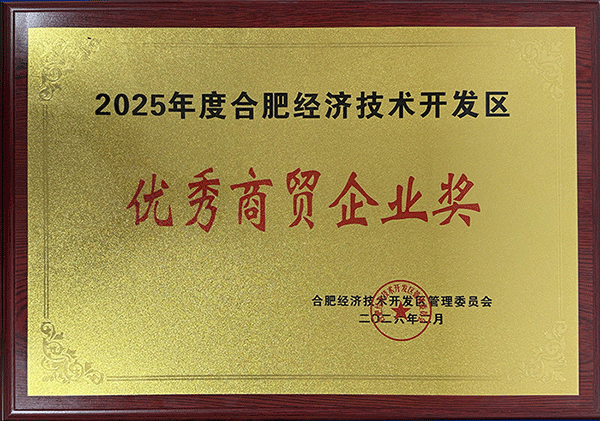 2025年度合肥经济技术开发区
优秀商贸企业奖
合肥经济技术开发区管理委员会
二〇二六年二月